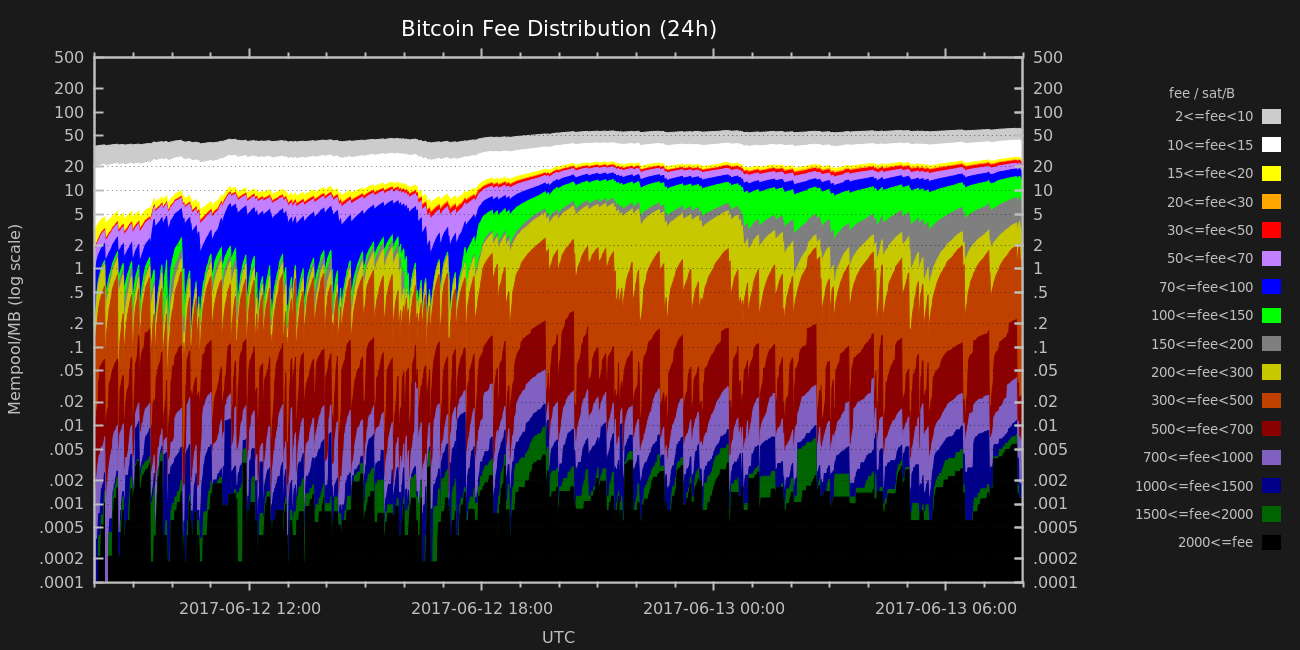 Bitcoin Fee Distribution (24h)
500
200
100
50
20
10
5
2
1
.5
.2
.1
.05
.02
.01
.005
.002
.001
.0005
.0002
.0001
Mempool/MB (log scale)
500
200
100
50
20
10
5
2
1
.5
.2
.1
.05
.02
.01
.005
.002
.001
.0005
.0002
.0001
2017-06-12 12:00
2017-06-12 18:00
2017-06-13 00:00
2017-06-13 06:00
UTC
fee / sat/B
2<=fee<10
10<=fee<15
15<=fee<20
20<=fee<30
30<=fee<50
50<=fee<70
70<=fee<100
100<=fee<150
150<=fee<200
200<=fee<300
300<=fee<500
500<=fee<700
700<=fee<1000
1000<=fee<1500
1500<=fee<2000
2000<=fee